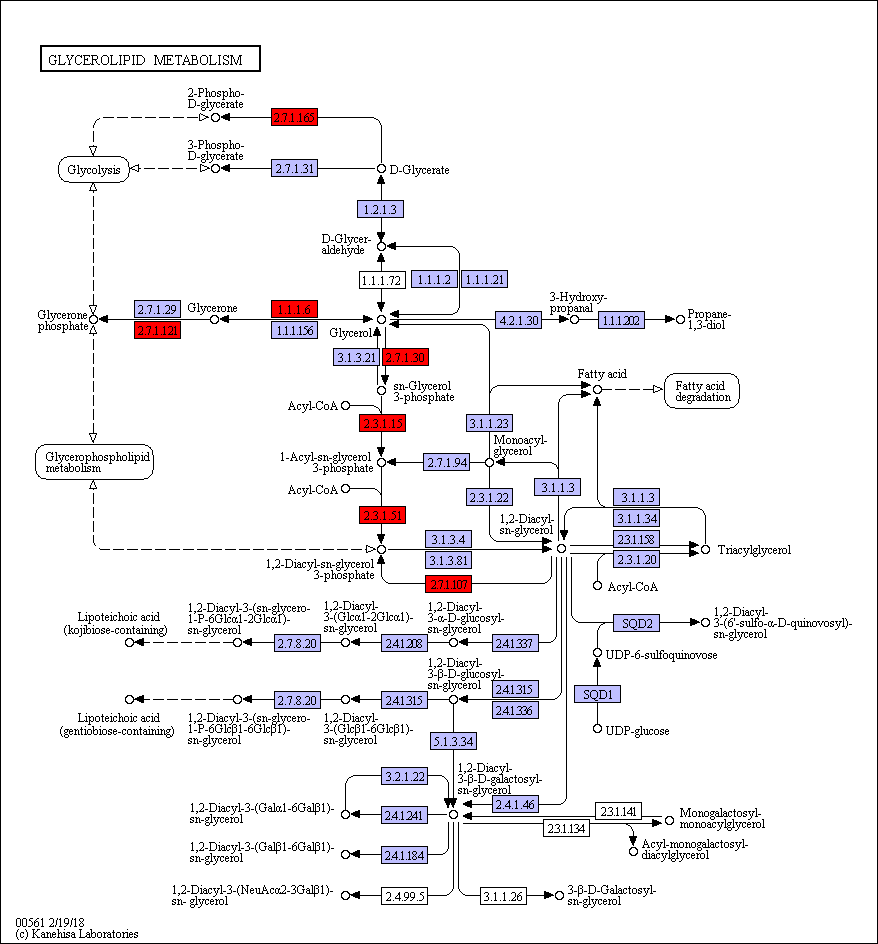 GLYCEROLIPID METABOLISM
2-Phospho-
D-glycerate
2.7.1.165
3-Phospho-
D-glycerate
Glycolysis
2.7.1.31
D-Glycerate
1.2.1.3
D-Glycer-
aldehyde
1.1.1.72
1.1.1.2
1.1.1.21
3-Hydroxy-
propanal
Glycerone
phosphate
2.7.1.29
2.7.1.121
Glycerone
1.1.1.6
1.1.1.156
Glycerol
4.2.1.30
1.1.1.202
Propane-
1,3-diol
3.1.3.21
2.7.1.30
Fatty acid
Fatty acid
degradation
sn-Glycerol
3-phosphate
Acyl-CoA
2.3.1.15
3.1.1.23
Monoacyl-
glycerol
Glycerophospholipid
metabolism
1-Acyl-sn-glycerol
3-phosphate
2.7.1.94
Acyl-CoA
2.3.1.22
3.1.1.3
3.1.1.3
3.1.1.34
2.3.1.51
1,2-Diacyl-
sn-glycerol
2.3.1.158
2.3.1.20
Triacylglycerol
3.1.3.4
3.1.3.81
1,2-Diacyl-sn-glycerol
3-phosphate
2.7.1.107
Acyl-CoA
Lipoteichoic acid
(kojibiose-containing)
1,2-Diacyl-3-(sn-glycero-
1-P-6Glcα1-2Glcα1)-
sn-glycerol
2.7.8.20
1,2-Diacyl-
3-(Glcα1-2Glcα1)-
sn-glycerol
2.4.1.208
1,2-Diacyl-
3-α-D-glucosyl-
sn-glycerol
2.4.1.337
SQD2
1,2-Diacyl-
3-(6'-sulfo-α-D-quinovosyl)-
sn-glycerol
UDP-6-sulfoquinovose
1,2-Diacyl-
3-β-D-glucosyl-
sn-glycerol
2.4.1.315
2.4.1.336
SQD1
UDP-glucose
Lipoteichoic acid
(gentiobiose-containing)
1,2-Diacyl-3-(sn-glycero-
1-P-6Glcβ1-6Glcβ1)-
sn-glycerol
2.7.8.20
1,2-Diacyl-
3-(Glcβ1-6Glcβ1)-
sn-glycerol
2.4.1.315
5.1.3.34
1,2-Diacyl-
3-β-D-galactosyl-
sn-glycerol
3.2.1.22
2.4.1.46
1,2-Diacyl-3-(Galα1-6Galβ1)-
sn-glycerol
2.4.1.241
2.3.1.141
2.3.1.134
Monogalactosyl-
monoacylglycerol
Acyl-monogalactosyl-
diacylglycerol
1,2-Diacyl-3-(Galβ1-6Galβ1)-
sn-glycerol
2.4.1.184
1,2-Diacyl-3-(NeuAcα2-3Galβ1)-
sn- glycerol
2.4.99.5
3.1.1.26
3-β-D-Galactosyl-
sn-glycerol
00561 2/19/18
(c) Kanehisa Laboratories